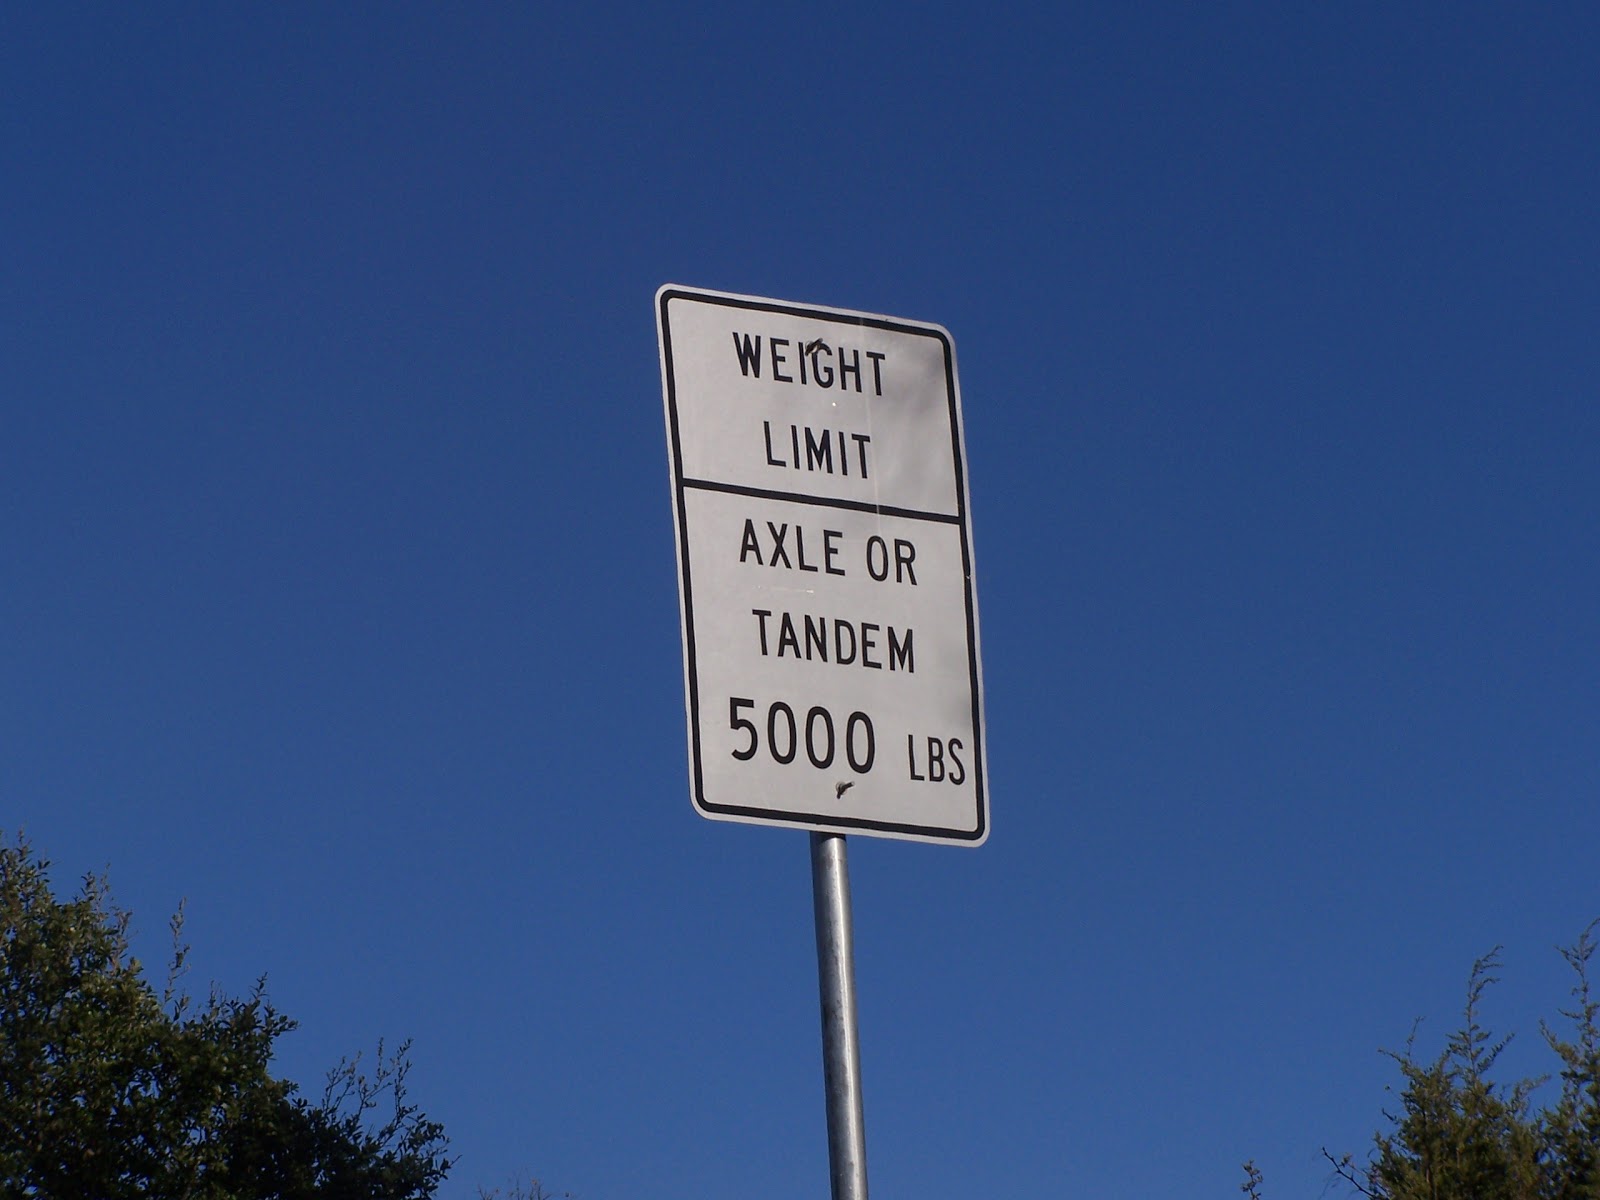 WEIGHT
LIMIT
AXLE OR
TANDEM
5000 LBS